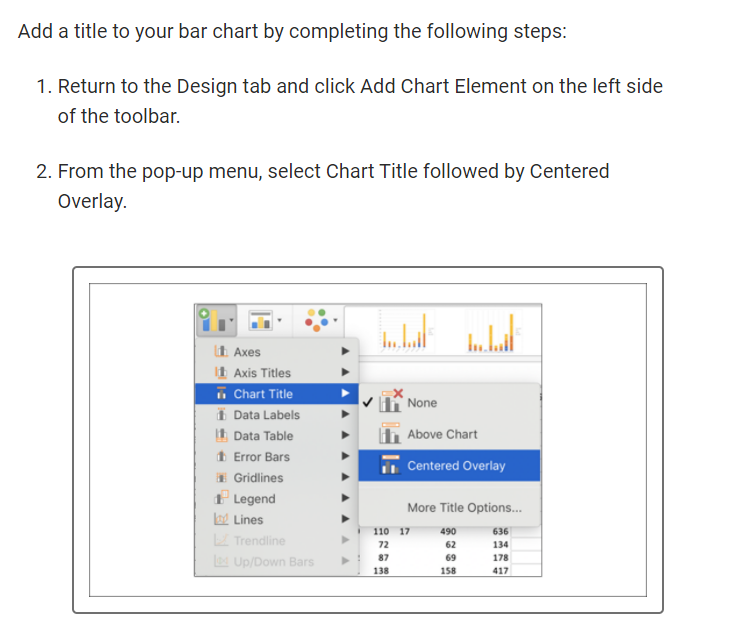 Add a title to your bar chart by completing the following steps:
1. Return to the Design tab and click Add Chart Element on the left side
of the toolbar.
2. From the pop-up menu, select Chart Title followed by Centered
Overlay.
Axes
Axis Titles
Chart Title
Data Labels
Data Table
Error Bars
Gridlines
Legend
Lines
Trendline
Up/Down Bars
None
Above Chart
Centered Overlay
More Title Options...
110 17 490 636
72 62 134
87 69 178
138 158 417